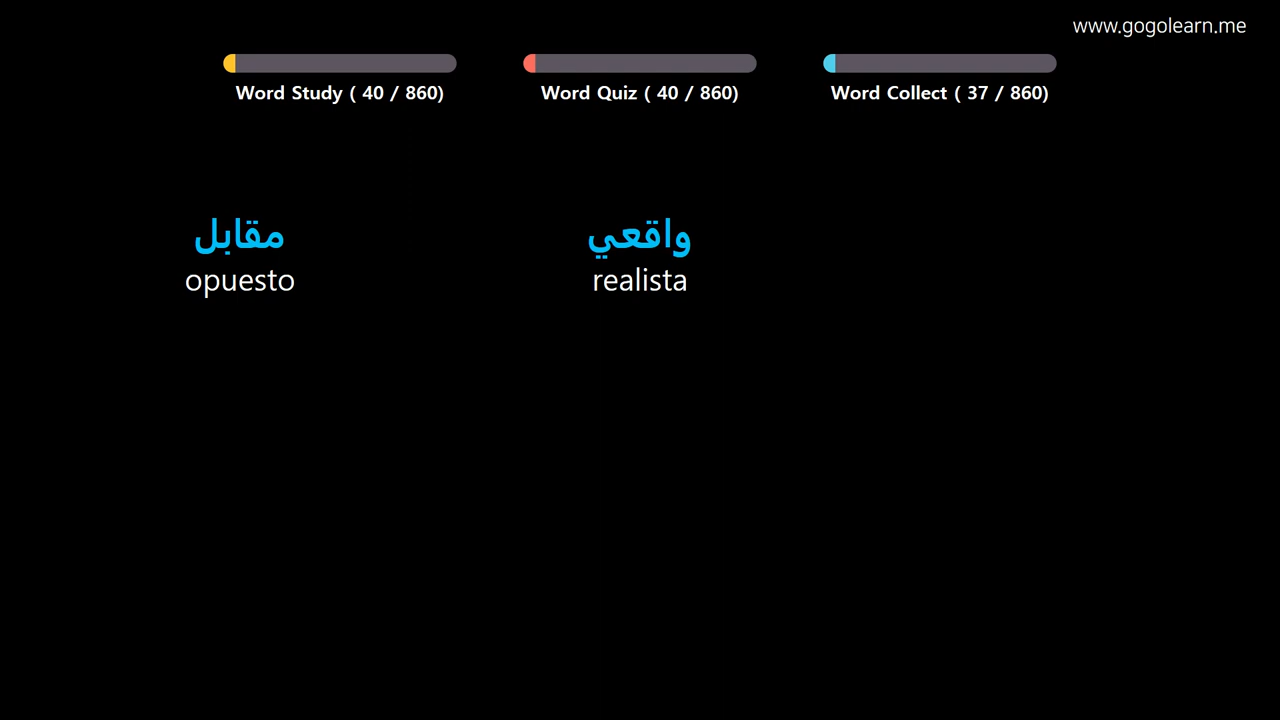 www.gogolearn.me
Word Study ( 40 / 860)
Word Quiz ( 40 / 860)
Word Collect ( 37 / 860)
مقابل
opuesto
واقعي
realista